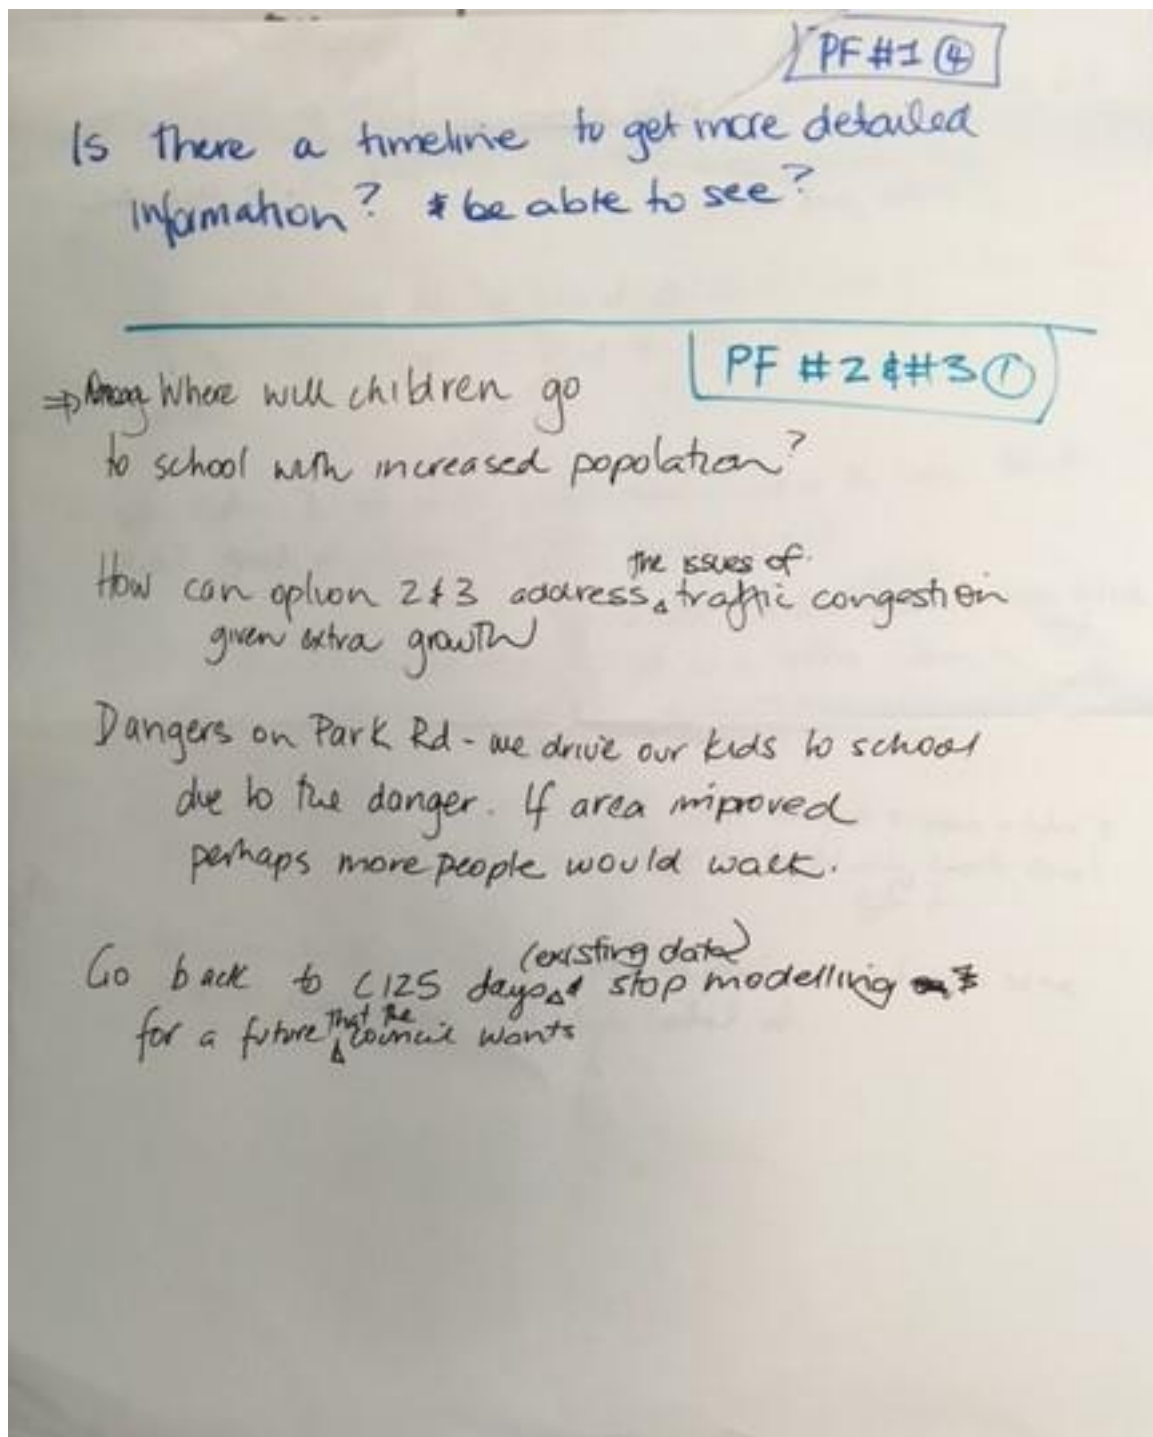 PF #1 ④
Is there a timeline to get more detailed
information? & be able to see?
PF #2 & #3 ①
⇒ Where will children go
to school with increased popolation?
the issues of
How can option 2 & 3 address traffic congestion
given extra growth
Dangers on Park Rd - we drive our kids to school
due to the danger. If area improved
perhaps more people would walk.
(existing data)
Go back to C125 days & stop modelling
that the
for a future council wants